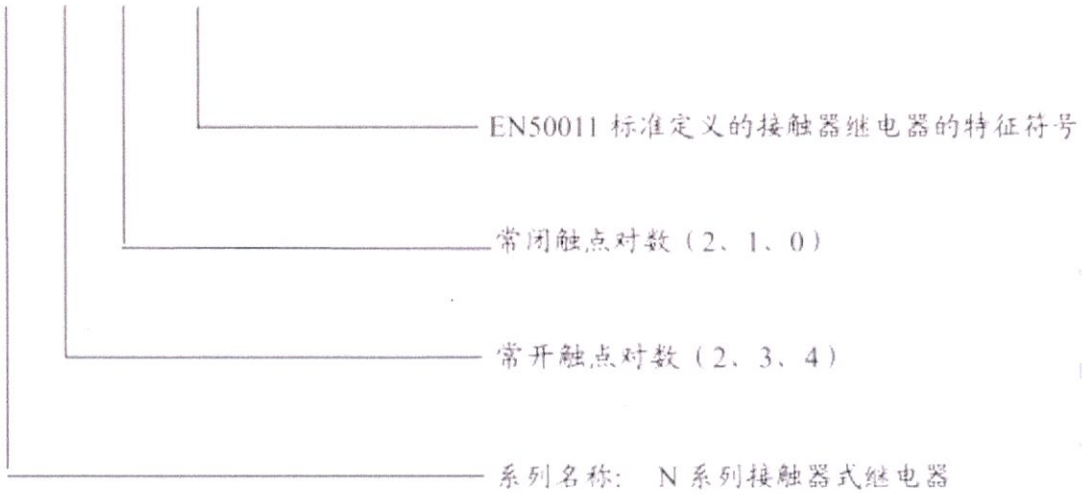 EN50011 标准定义的接触器继电器的特征符号
常闭触点对数（2、1、0）
常开触点对数（2、3、4）
系列名称： N 系列接触器式继电器